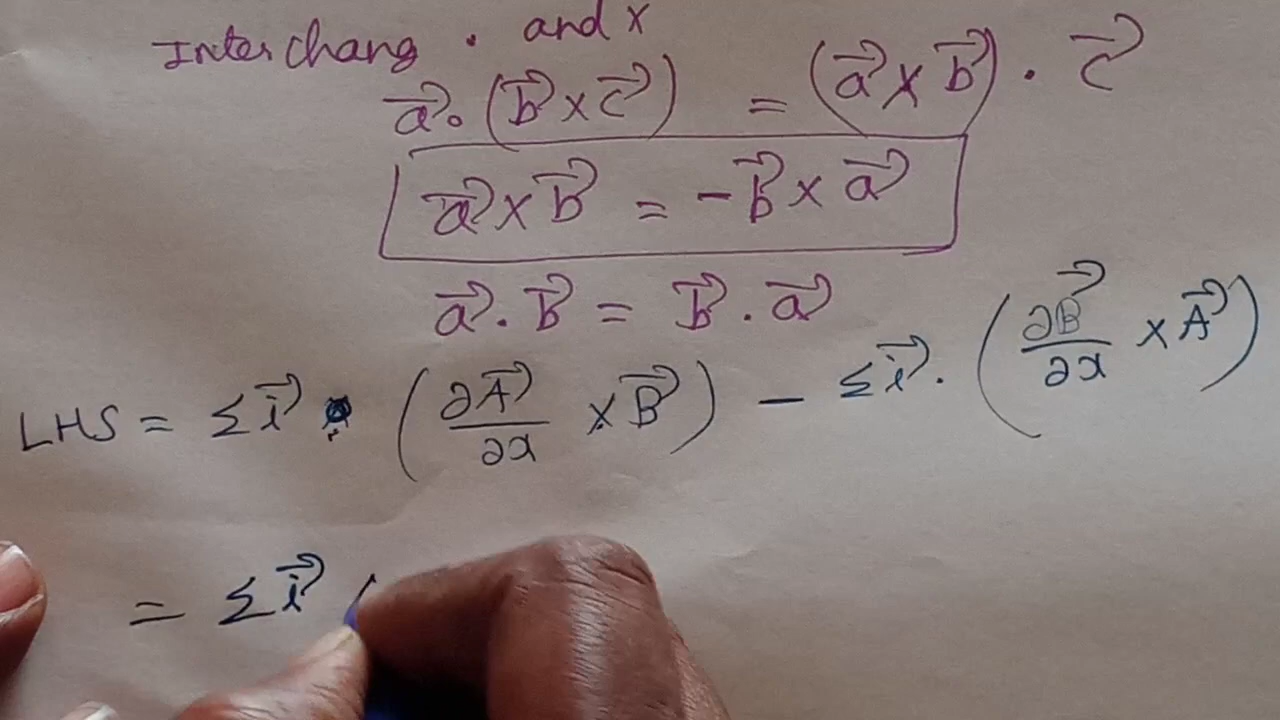 Interchang . and x
a⃗ . (b⃗ × c⃗) = (a⃗ × b⃗) . c⃗
a⃗ × b⃗ = - b⃗ × a⃗
a⃗ . b⃗ = b⃗ . a⃗
LHS = Σ i⃗ • (∂A⃗/∂x × B⃗) - Σ i⃗ . (∂B⃗/∂x × A⃗)
= Σ i⃗ (